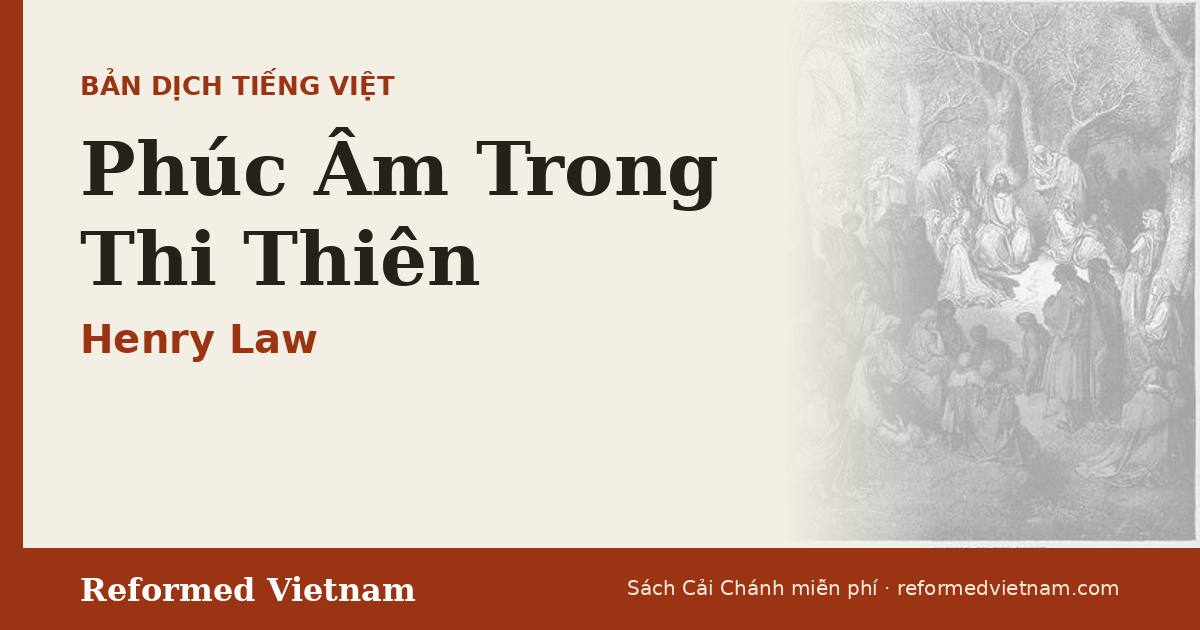 BẢN DỊCH TIẾNG VIỆT
Phúc Âm Trong
Thi Thiên
Henry Law
Reformed Vietnam
Sách Cải Chánh miễn phí · reformedvietnam.com